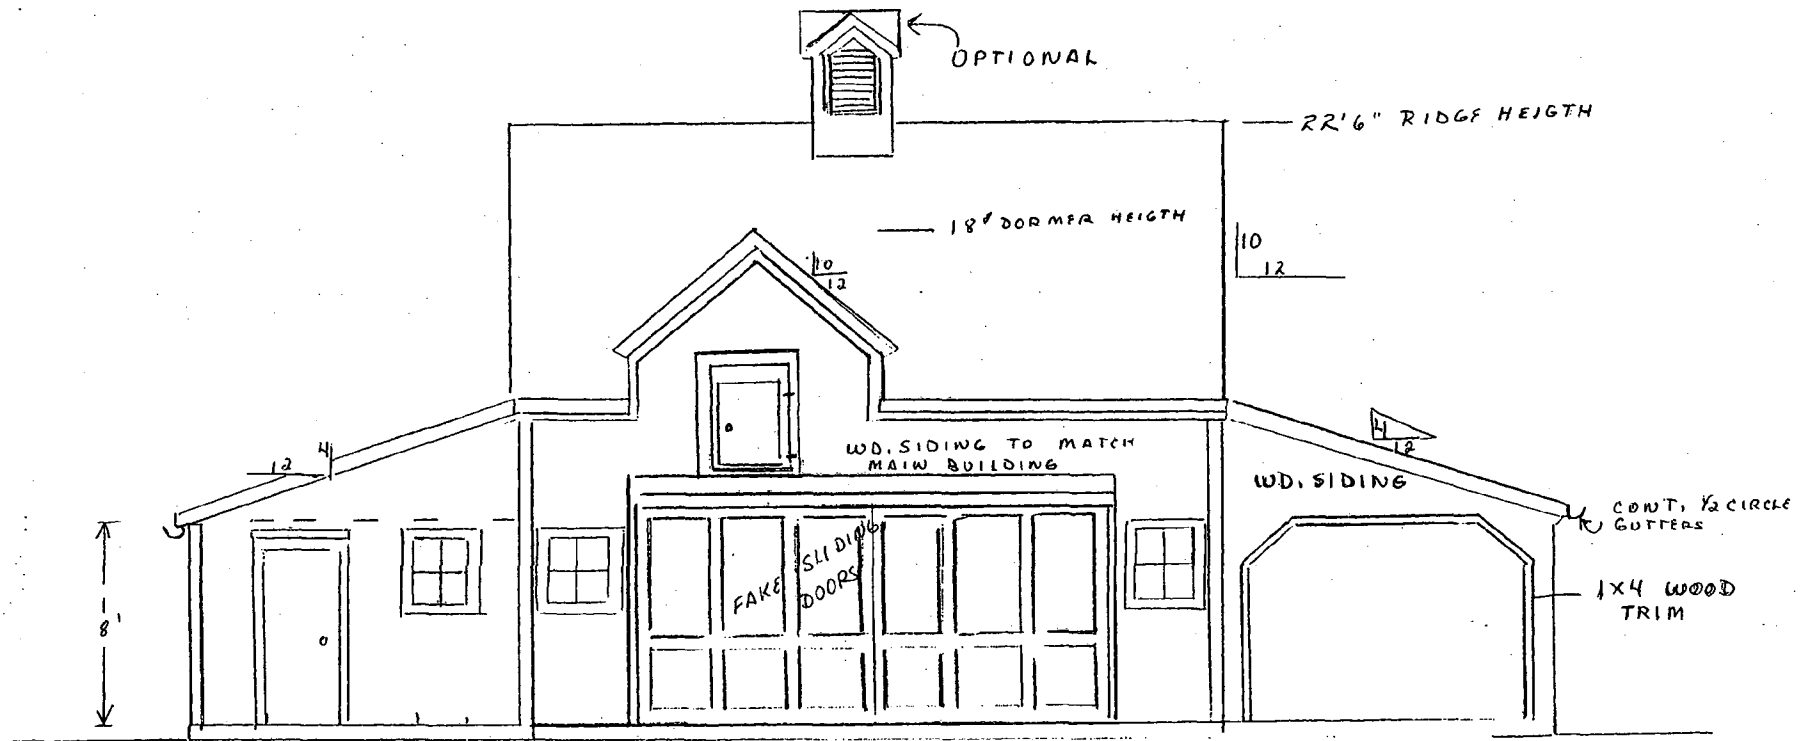 OPTIONAL
22'6" RIDGE HEIGTH
18' DORMER HEIGTH
10
12
10
12
WD. SIDING TO MATCH
MAIN BUILDING
4
12
4
12
WD. SIDING
CONT. 1/2 CIRCLE
GUTTERS
FAKE SLIDING
DOORS
1X4 WOOD
TRIM
8'